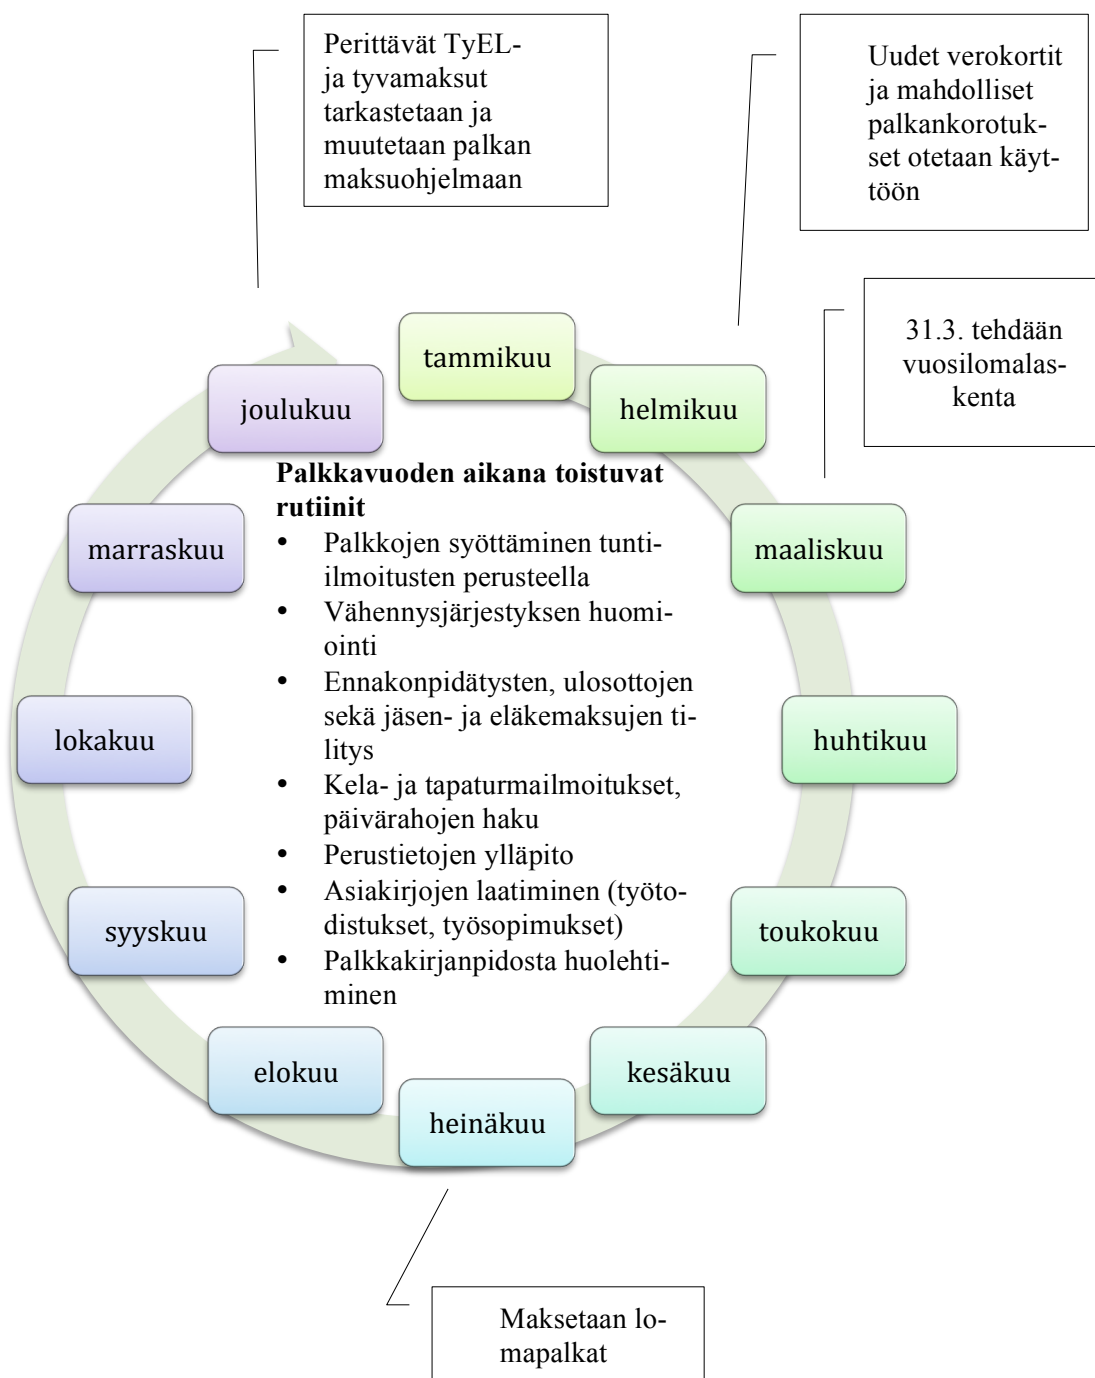 Perittävät TyEL-
ja tyvamaksut
tarkastetaan ja
muutetaan palkan
maksuohjelmaan
Uudet verokortit
ja mahdolliset
palkankorotuk-
set otetaan käyt-
töön
31.3. tehdään
vuosilomalas-
kenta
tammikuu
helmikuu
maaliskuu
huhtikuu
toukokuu
kesäkuu
heinäkuu
elokuu
syyskuu
lokakuu
marraskuu
joulukuu
Palkkavuoden aikana toistuvat
rutiinit
• Palkkojen syöttäminen tunti-
ilmoitusten perusteella
• Vähennysjärjestyksen huomi-
ointi
• Ennakonpidätysten, ulosottojen
sekä jäsen- ja eläkemaksujen ti-
litys
• Kela- ja tapaturmailmoitukset,
päivärahojen haku
• Perustietojen ylläpito
• Asiakirjojen laatiminen (työto-
distukset, työsopimukset)
• Palkkakirjanpidosta huolehti-
minen
Maksetaan lo-
mapalkat